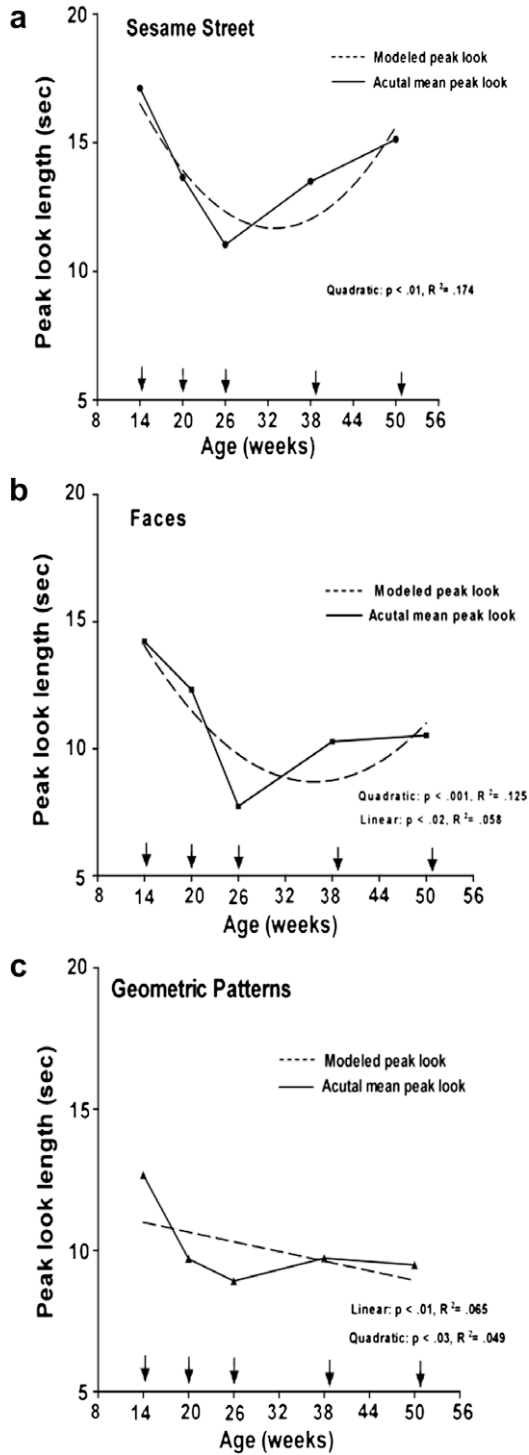 a
Sesame Street
Modeled peak look
Acutal mean peak look
Peak look length (sec)
20
15
10
5
Quadratic: p < .01, R²= .174
8 14 20 26 32 38 44 50 56
Age (weeks)
b
Faces
Modeled peak look
Acutal mean peak look
Peak look length (sec)
20
15
10
5
Quadratic: p < .001, R²= .125
Linear: p < .02, R²= .058
8 14 20 26 32 38 44 50 56
Age (weeks)
c
Geometric Patterns
Modeled peak look
Acutal mean peak look
Peak look length (sec)
20
15
10
5
Linear: p < .01, R²= .065
Quadratic: p < .03, R²= .049
8 14 20 26 32 38 44 50 56
Age (weeks)